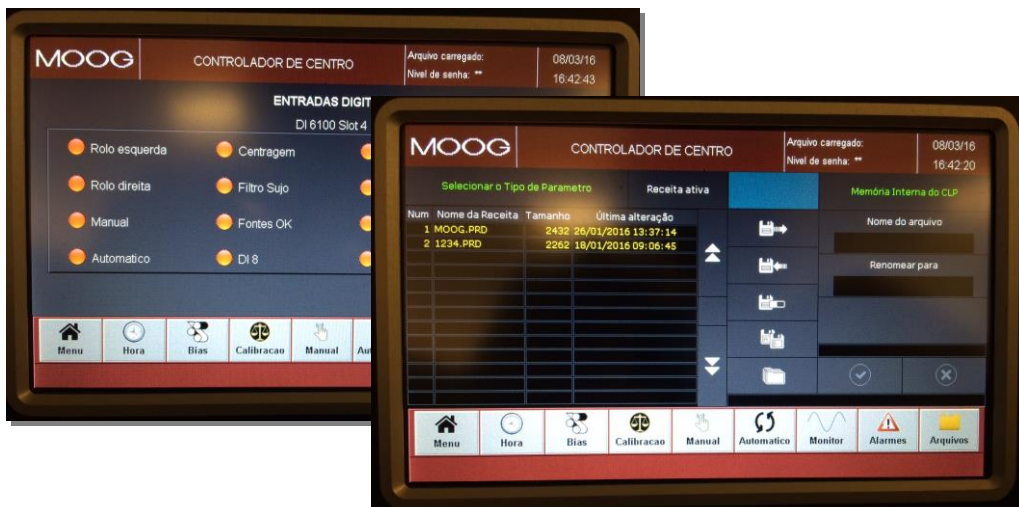 MOOG
CONTROLADOR DE CENTRO
Arquivo carregado:
Nivel de senha: **
08/03/16
16:42:43
ENTRADAS DIGIT
DI 6100 Slot 4
Rolo esquerda
Centragem
Rolo direita
Filtro Sujo
Manual
Fontes OK
Automatico
DI 8
Menu
Hora
Bias
Calibracao
Manual
MOOG
CONTROLADOR DE CENTRO
Arquivo carregado:
Nivel de senha: **
08/03/16
16:42:20
Selecionar o Tipo de Parametro
Receita ativa
Memória Interna do CLP
Num Nome da Receita Tamanho Última alteração
1 MOOG.PRD 2432 26/01/2016 13:37:14
2 1234.PRD 2262 18/01/2016 09:06:45
Nome do arquivo
Renomear para
Menu
Hora
Bias
Calibracao
Manual
Automatico
Monitor
Alarmes
Arquivos